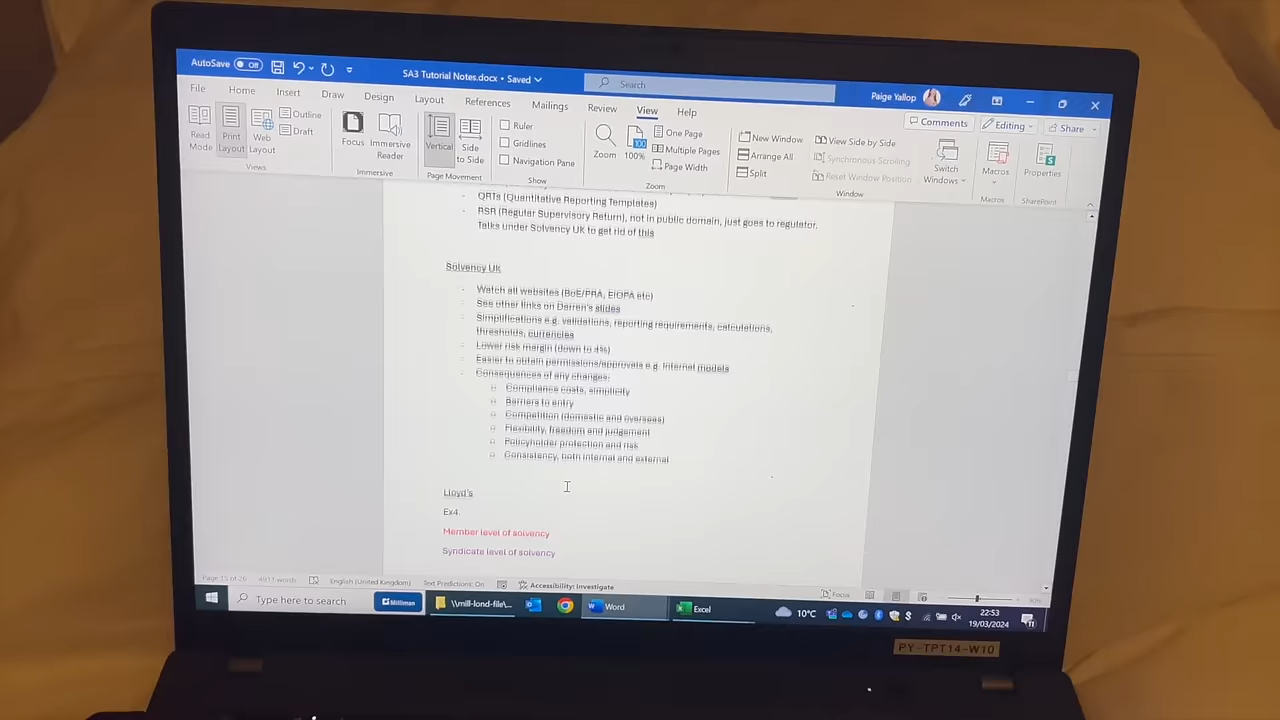 AutoSave Off
SA3 Tutorial Notes.docx • Saved
Search
Paige Yallop
File Home Insert Draw Design Layout References Mailings Review View Help
Comments
Editing
Share
Read Mode
Print Layout
Web Layout
Outline
Draft
Views
Focus
Immersive Reader
Immersive
Vertical
Side to Side
Page Movement
Ruler
Gridlines
Navigation Pane
Show
Zoom
100%
One Page
Multiple Pages
Page Width
Zoom
New Window
Arrange All
Split
View Side by Side
Synchronous Scrolling
Reset Window Position
Switch Windows
Window
Macros
Macros
Properties
SharePoint
- QRTs (Quantitative Reporting Templates)
- RSR (Regular Supervisory Return), not in public domain, just goes to regulator.
Talks under Solvency UK to get rid of this
Solvency UK
- Watch all websites (BoE/PRA, EIOPA etc)
- See other links on Darren's slides
- Simplifications e.g. validations, reporting requirements, calculations,
thresholds, currencies
- Lower risk margin (down to 4%)
- Easier to obtain permissions/approvals e.g. internal models
- Consequences of any changes:
o Compliance costs, simplicity
o Barriers to entry
o Competition (domestic and overseas)
o Flexibility, freedom and judgement
o Policyholder protection and risk
o Consistency, both internal and external
Lloyd's
Ex4.
Member level of solvency
Syndicate level of solvency
Page 15 of 26 4911 words English (United Kingdom) Text Predictions: On Accessibility: Investigate Focus
Type here to search
Milliman
\\mill-lond-file\...
Word
Excel
10°C
22:53
19/03/2024
PY-TPT14-W10